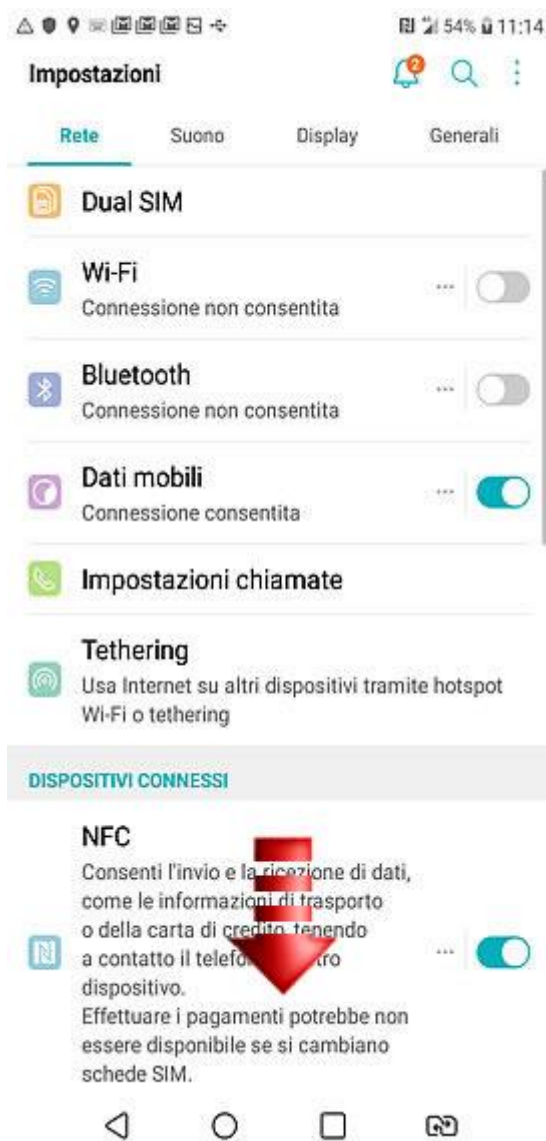 54% 11:14
Impostazioni
2
Rete Suono Display Generali
Dual SIM
Wi-Fi
Connessione non consentita
Bluetooth
Connessione non consentita
Dati mobili
Connessione consentita
Impostazioni chiamate
Tethering
Usa Internet su altri dispositivi tramite hotspot
Wi-Fi o tethering
DISPOSITIVI CONNESSI
NFC
Consenti l'invio e la ricezione di dati,
come le informazioni di trasporto
o della carta di credito, tenendo
a contatto il
dispositivo.
Effettuare i pagamenti potrebbe non
essere disponibile se si cambiano
schede SIM.